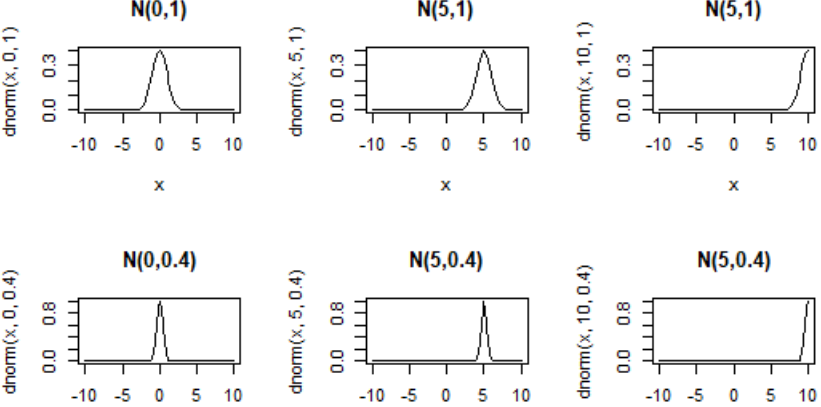 N(0,1)
dnorm(x, 0, 1)
0.0 0.3
-10 -5 0 5 10
x
N(5,1)
dnorm(x, 5, 1)
0.0 0.3
-10 -5 0 5 10
x
N(5,1)
dnorm(x, 10, 1)
0.0 0.3
-10 -5 0 5 10
x
N(0,0.4)
dnorm(x, 0, 0.4)
0.0 0.8
-10 -5 0 5 10
N(5,0.4)
dnorm(x, 5, 0.4)
0.0 0.8
-10 -5 0 5 10
N(5,0.4)
dnorm(x, 10, 0.4)
0.0 0.8
-10 -5 0 5 10